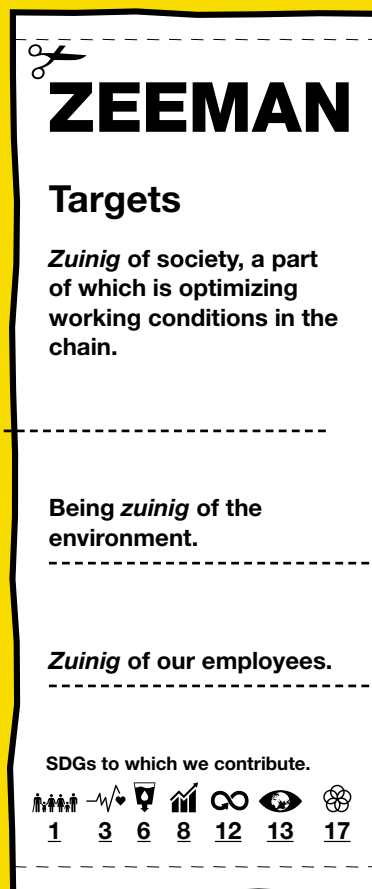 ZEEMAN
Targets
Zuinig of society, a part
of which is optimizing
working conditions in the
chain.
Being zuinig of the
environment.
Zuinig of our employees.
SDGs to which we contribute.
1 3 6 8 12 13 17